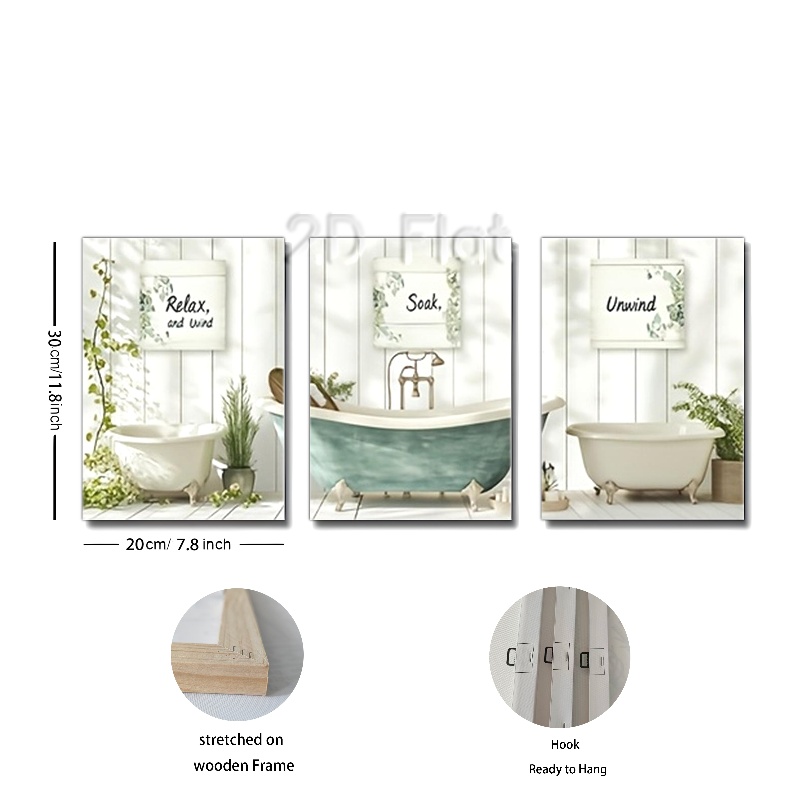 2D Flat
Relax,
and Wind
Soak,
Unwind
30cm/11.8inch
20cm/ 7.8 inch
stretched on
wooden Frame
Hook
Ready to Hang